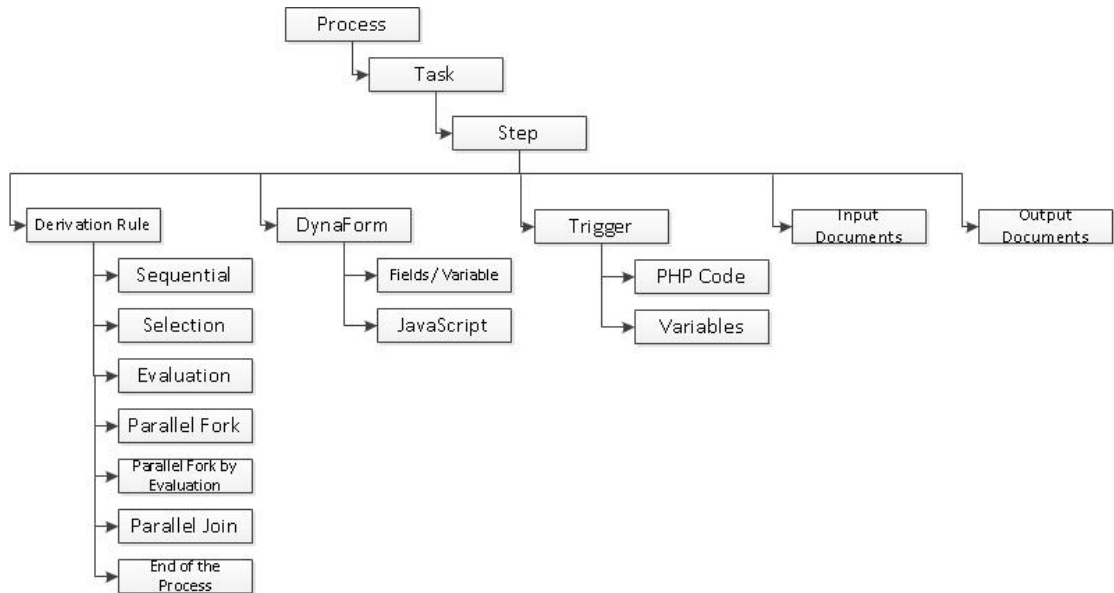 Process
Task
Step
Derivation Rule
DynaForm
Trigger
Input
Documents
Output
Documents
Sequential
Fields / Variable
PHP Code
Selection
JavaScript
Variables
Evaluation
Parallel Fork
Parallel Fork by
Evaluation
Parallel Join
End of the
Process